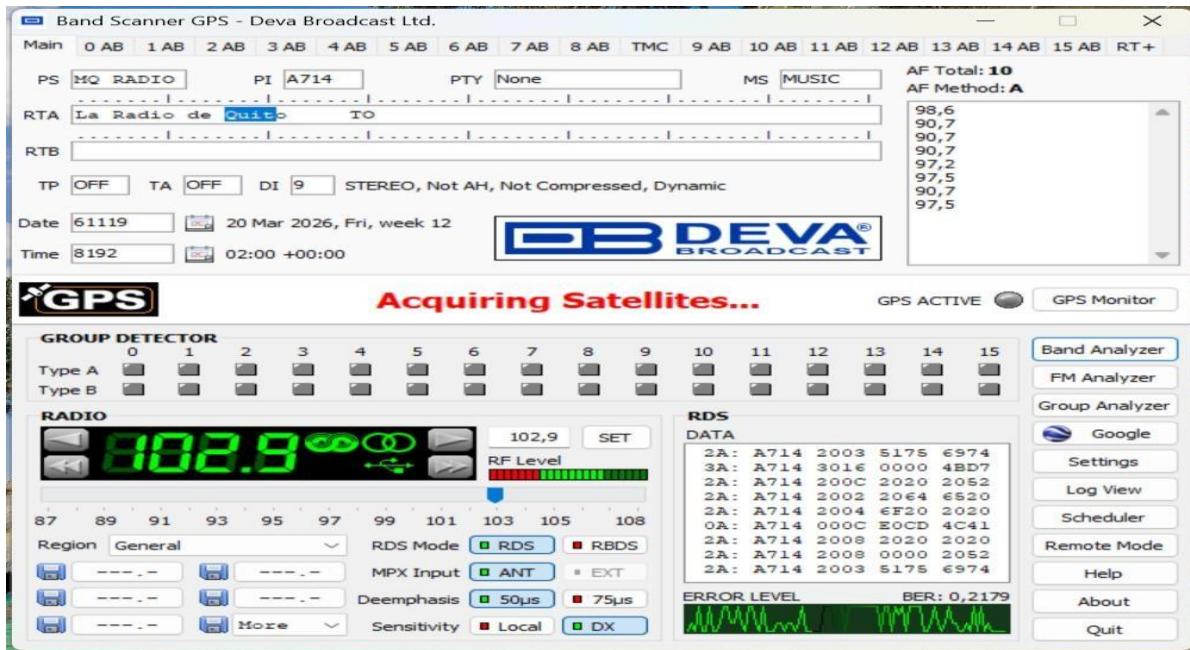 Band Scanner GPS - Deva Broadcast Ltd.
Main 0 AB 1 AB 2 AB 3 AB 4 AB 5 AB 6 AB 7 AB 8 AB TMC 9 AB 10 AB 11 AB 12 AB 13 AB 14 AB 15 AB RT+
PS MQ RADIO PI A714 PTY None MS MUSIC
AF Total: 10
AF Method: A
RTA La Radio de Quito TO
RTB
98,6
90,7
90,7
90,7
97,2
97,5
90,7
97,5
TP OFF TA OFF DI 9 STEREO, Not AH, Not Compressed, Dynamic
Date 61119 20 Mar 2026, Fri, week 12
Time 8192 02:00 +00:00
DEVA®
BROADCAST
GPS Acquiring Satellites... GPS ACTIVE GPS Monitor
GROUP DETECTOR
0 1 2 3 4 5 6 7 8 9 10 11 12 13 14 15
Type A
Type B
Band Analyzer
FM Analyzer
Group Analyzer
Google
Settings
Log View
Scheduler
Remote Mode
Help
About
Quit
RADIO
102.9
102,9 SET
RF Level
87 89 91 93 95 97 99 101 103 105 108
Region General RDS Mode RDS RBDS
---.- ---.- MPX Input ANT EXT
---.- ---.- Deemphasis 50µs 75µs
---.- More Sensitivity Local DX
RDS
DATA
2A: A714 2003 5175 6974
3A: A714 3016 0000 4BD7
2A: A714 200C 2020 2052
2A: A714 2002 2064 6520
2A: A714 2004 6F20 2020
0A: A714 000C E0CD 4C41
2A: A714 2008 2020 2020
2A: A714 2008 0000 2052
2A: A714 2003 5175 6974
ERROR LEVEL BER: 0,2179